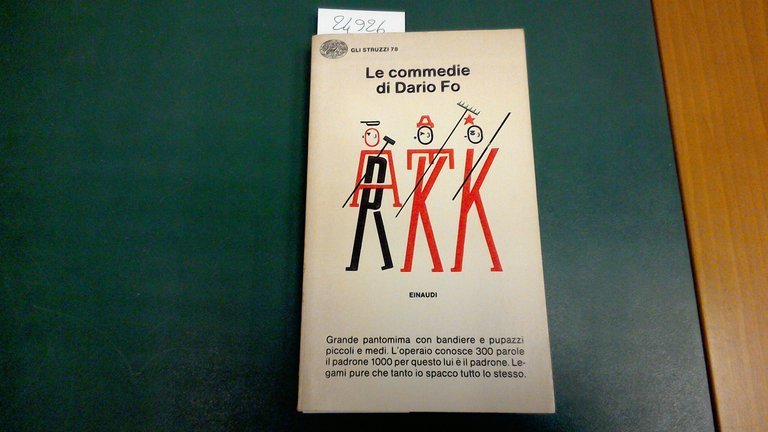 24926
GLI STRUZZI 78
Le commedie
di Dario Fo
EINAUDI
Grande pantomima con bandiere e pupazzi
piccoli e medi. L'operaio conosce 300 parole
il padrone 1000 per questo lui è il padrone. Le-
gami pure che tanto io spacco tutto lo stesso.